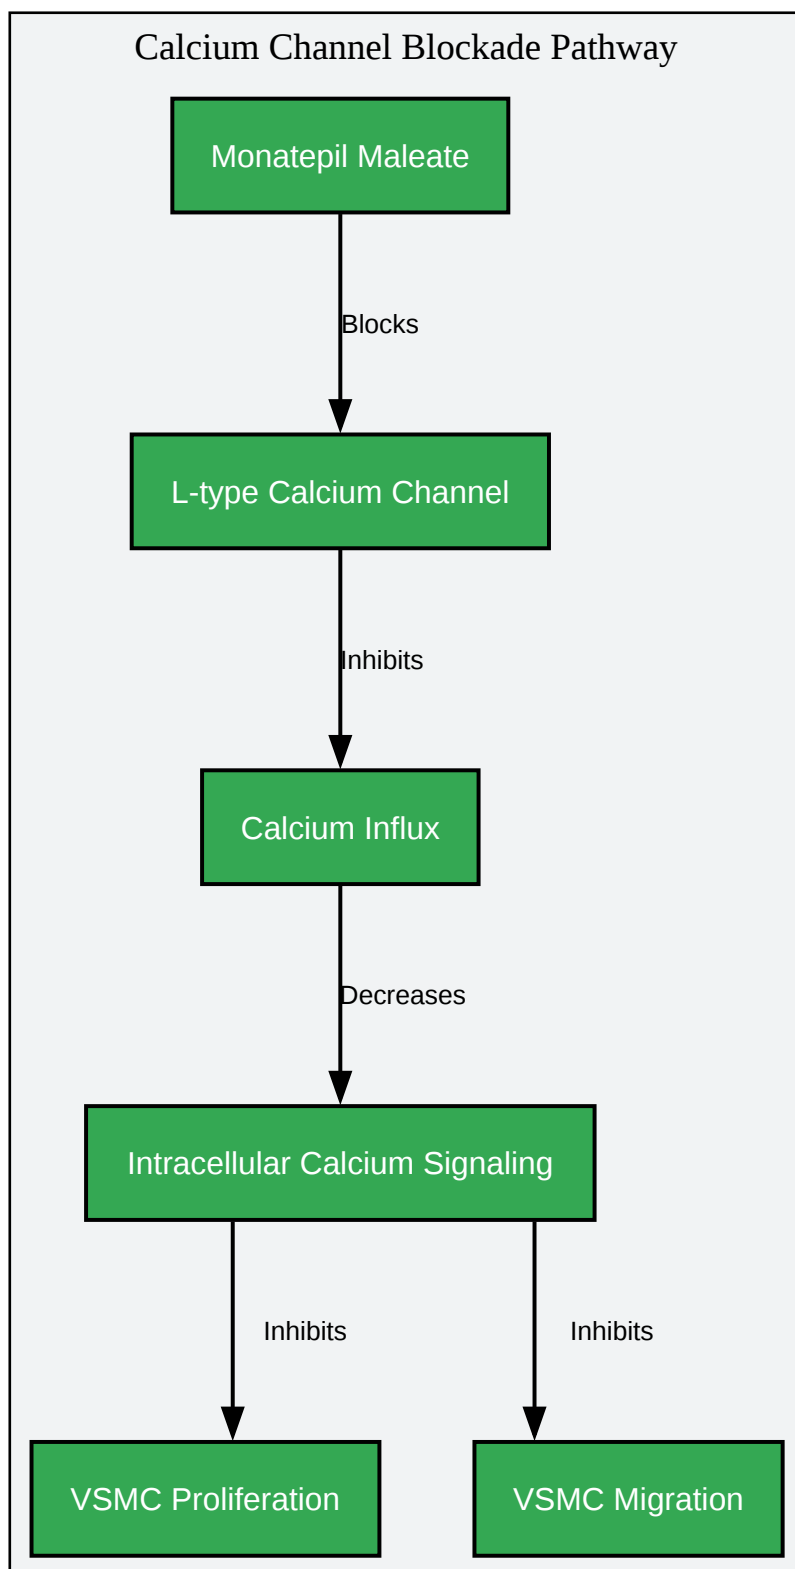 Calcium Channel Blockade Pathway
Monatepil Maleate
Blocks
L-type Calcium Channel
Inhibits
Calcium Influx
Decreases
Intracellular Calcium Signaling
Inhibits
Inhibits
VSMC Proliferation
VSMC Migration